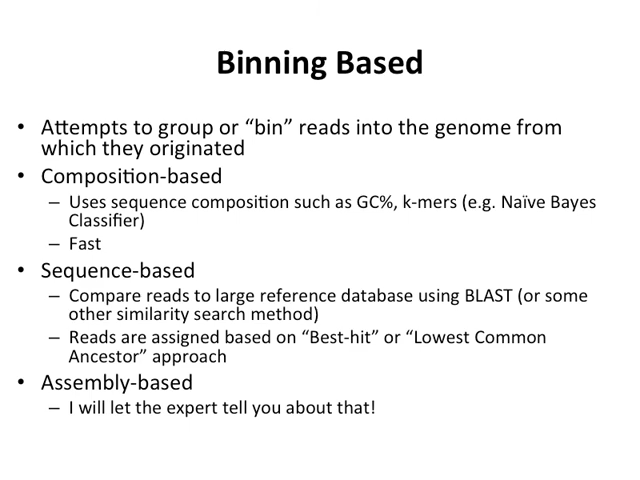 Binning Based
• Attempts to group or “bin” reads into the genome from
which they originated
• Composition-based
– Uses sequence composition such as GC%, k-mers (e.g. Naïve Bayes
Classifier)
– Fast
• Sequence-based
– Compare reads to large reference database using BLAST (or some
other similarity search method)
– Reads are assigned based on “Best-hit” or “Lowest Common
Ancestor” approach
• Assembly-based
– I will let the expert tell you about that!